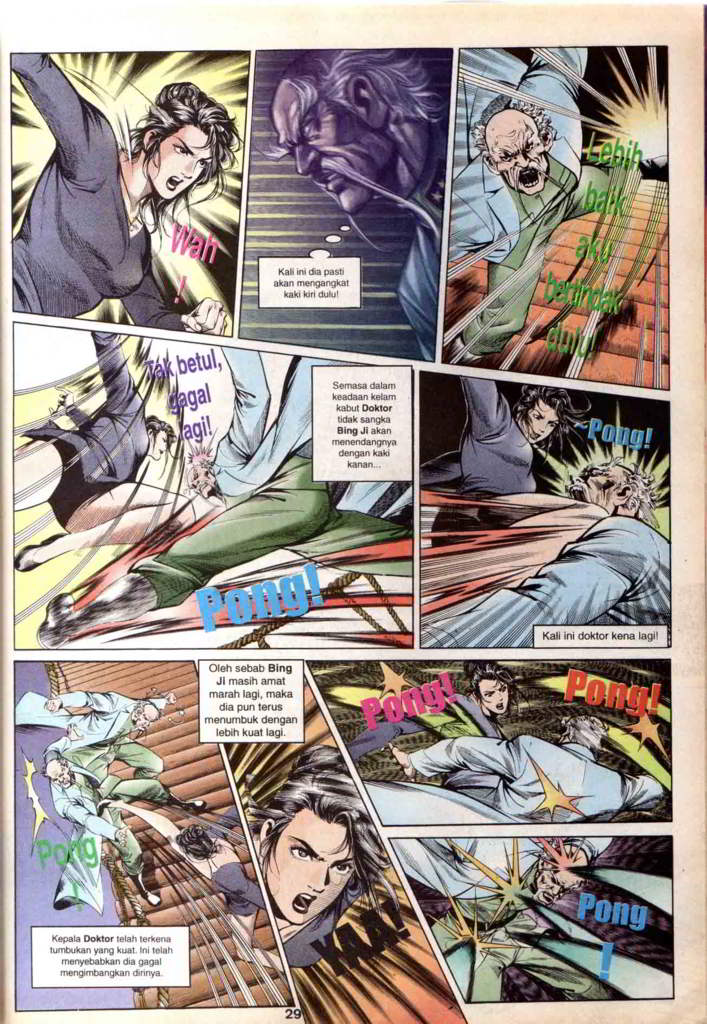 Wah
!
Kali ini dia pasti
akan mengangkat
kaki kiri dulu!
Lebih
baik
aku
bertindak
dulu!
Tak betul,
gagal
lagi!
Semasa dalam
keadaan kelam
kabut Doktor
tidak sangka
Bing Ji akan
menendangnya
dengan kaki
kanan...
Pong!
~Pong!
Kali ini doktor kena lagi!
Pong
!
Kepala Doktor telah terkena
tumbukan yang kuat. Ini telah
menyebabkan dia gagal
mengimbangkan dirinya.
Oleh sebab Bing
Ji masih amat
marah lagi, maka
dia pun terus
menumbuk dengan
lebih kuat lagi.
YAA!
Pong!
Pong!
Pong
!
29